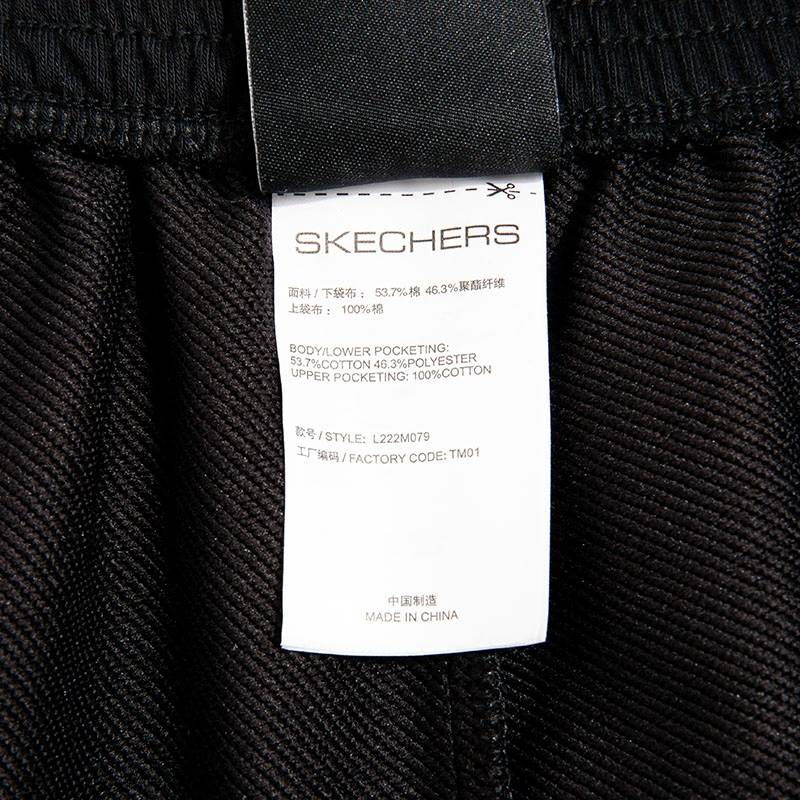 SKECHERS
面料 / 下袋布： 53.7%棉 46.3%聚酯纤维
上袋布： 100%棉
BODY/LOWER POCKETING:
53.7%COTTON 46.3%POLYESTER
UPPER POCKETING: 100%COTTON
款号 / STYLE: L222M079
工厂编码 / FACTORY CODE: TM01
中国制造
MADE IN CHINA